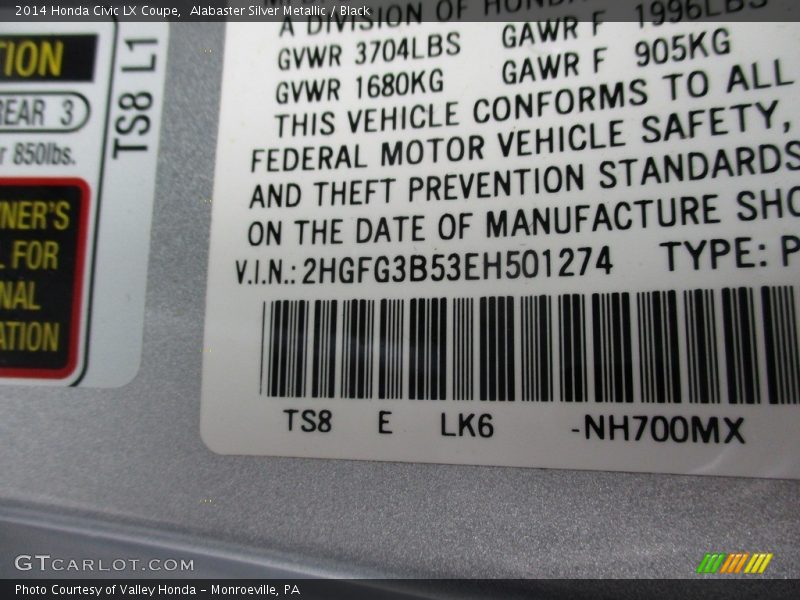 2014 Honda Civic LX Coupe, Alabaster Silver Metallic / Black
A DIVISION OF HONDA
GVWR 3704LBS GAWR F 1996LBS
GVWR 1680KG GAWR F 905KG
THIS VEHICLE CONFORMS TO ALL
FEDERAL MOTOR VEHICLE SAFETY,
AND THEFT PREVENTION STANDARDS
ON THE DATE OF MANUFACTURE SHO
V.I.N.: 2HGFG3B53EH501274 TYPE: P
TS8 E LK6 -NH700MX
TION
REAR 3
r 850lbs.
NER'S
L FOR
NAL
ATION
TS8 L1
GTCARLOT.COM
Photo Courtesy of Valley Honda - Monroeville, PA